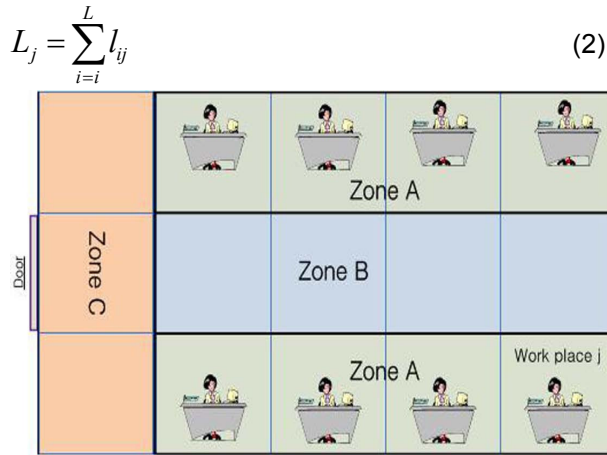 L_j = \sum_{i=i}^{L} l_{ij} (2)
Zone A
Door
Zone C
Zone B
Zone A
Work place j